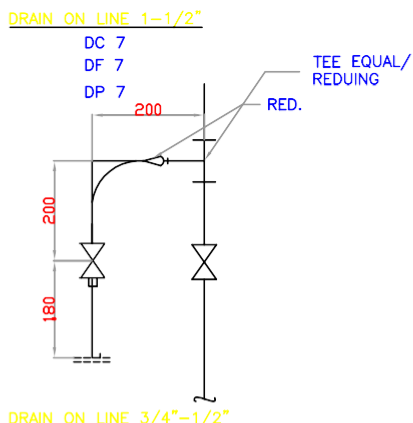 DRAIN ON LINE 1-1/2"
DC 7
DF 7
DP 7
TEE EQUAL/
REDUING
200
RED.
200
180
DRAIN ON LINE 3/4"-1/2"